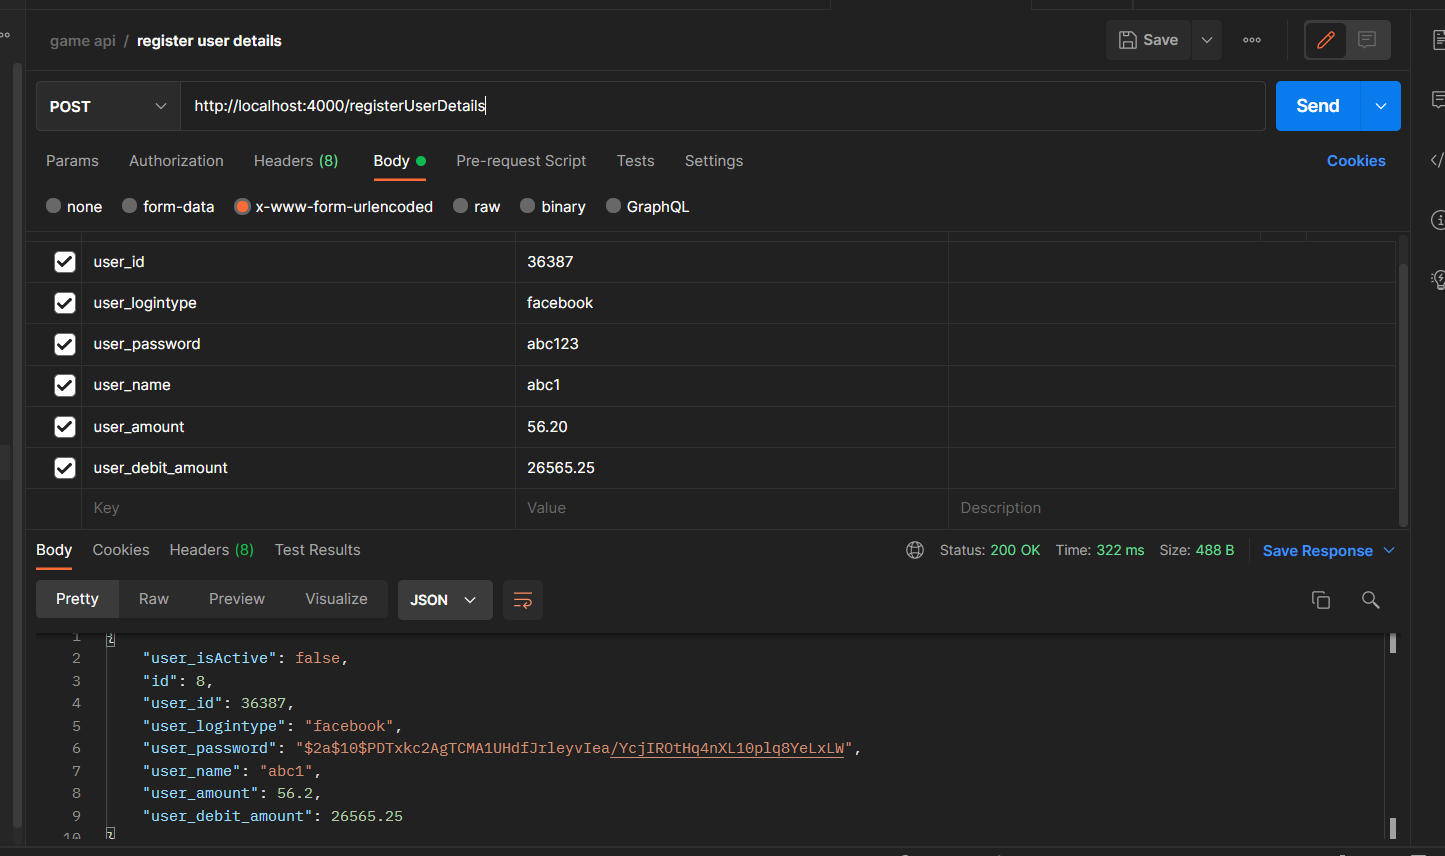 game api / register user details
Save
POST
http://localhost:4000/registerUserDetails
Send
Params Authorization Headers (8) Body Pre-request Script Tests Settings Cookies
none form-data x-www-form-urlencoded raw binary GraphQL
user_id 36387
user_logintype facebook
user_password abc123
user_name abc1
user_amount 56.20
user_debit_amount 26565.25
Key Value Description
Body Cookies Headers (8) Test Results Status: 200 OK Time: 322 ms Size: 488 B Save Response
Pretty Raw Preview Visualize JSON
1 {
2 "user_isActive": false,
3 "id": 8,
4 "user_id": 36387,
5 "user_logintype": "facebook",
6 "user_password": "$2a$10$PDTxkc2AgTCMA1UHdfJrleyvIea/YcjIROtHq4nXL10plq8YeLxLW",
7 "user_name": "abc1",
8 "user_amount": 56.2,
9 "user_debit_amount": 26565.25
10 }